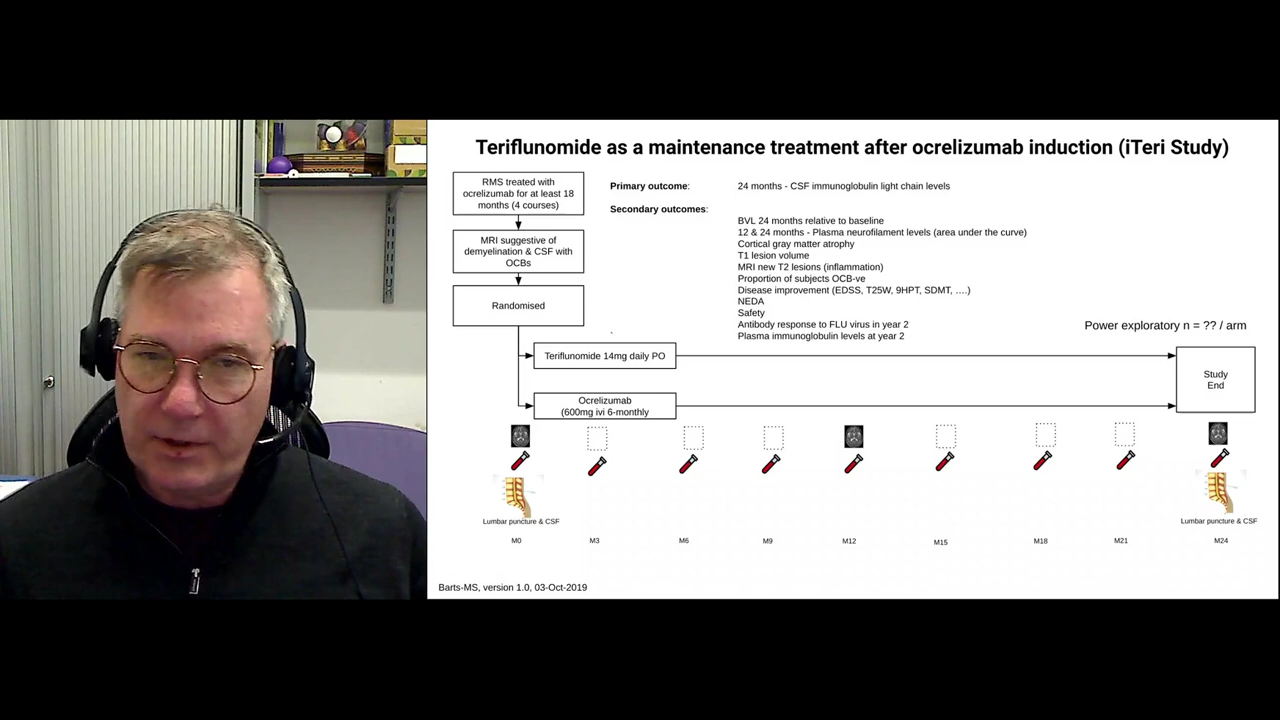 Teriflunomide as a maintenance treatment after ocrelizumab induction (iTeri Study)
RMS treated with
ocrelizumab for at least 18
months (4 courses)
MRI suggestive of
demyelination & CSF with
OCBs
Randomised
Primary outcome:
24 months - CSF immunoglobulin light chain levels
Secondary outcomes:
BVL 24 months relative to baseline
12 & 24 months - Plasma neurofilament levels (area under the curve)
Cortical gray matter atrophy
T1 lesion volume
MRI new T2 lesions (inflammation)
Proportion of subjects OCB-ve
Disease improvement (EDSS, T25W, 9HPT, SDMT, ....)
NEDA
Safety
Antibody response to FLU virus in year 2
Plasma immunoglobulin levels at year 2
Power exploratory n = ?? / arm
Teriflunomide 14mg daily PO
Ocrelizumab
(600mg ivi 6-monthly
Study
End
Lumbar puncture & CSF
Lumbar puncture & CSF
M0
M3
M6
M9
M12
M15
M18
M21
M24
Barts-MS, version 1.0, 03-Oct-2019